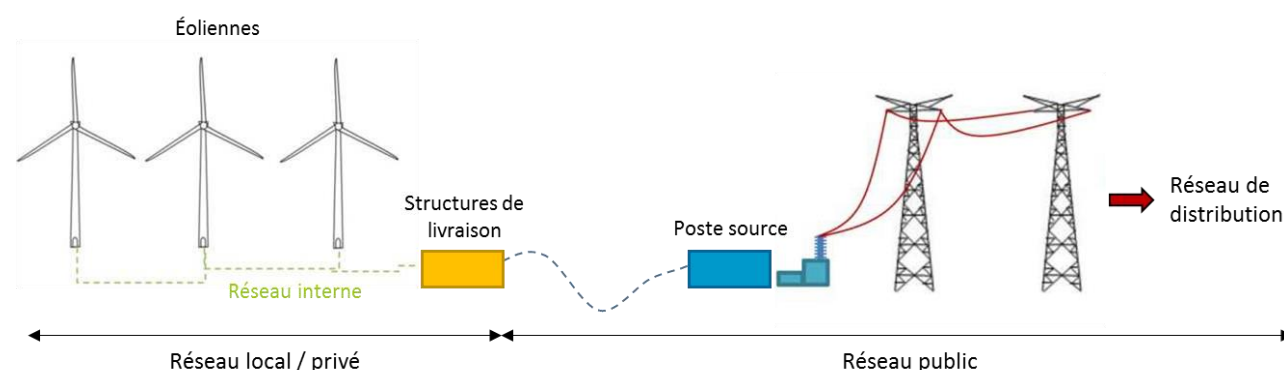 Éoliennes
Structures de
livraison
Poste source
Réseau de
distribution
Réseau interne
Réseau local / privé
Réseau public